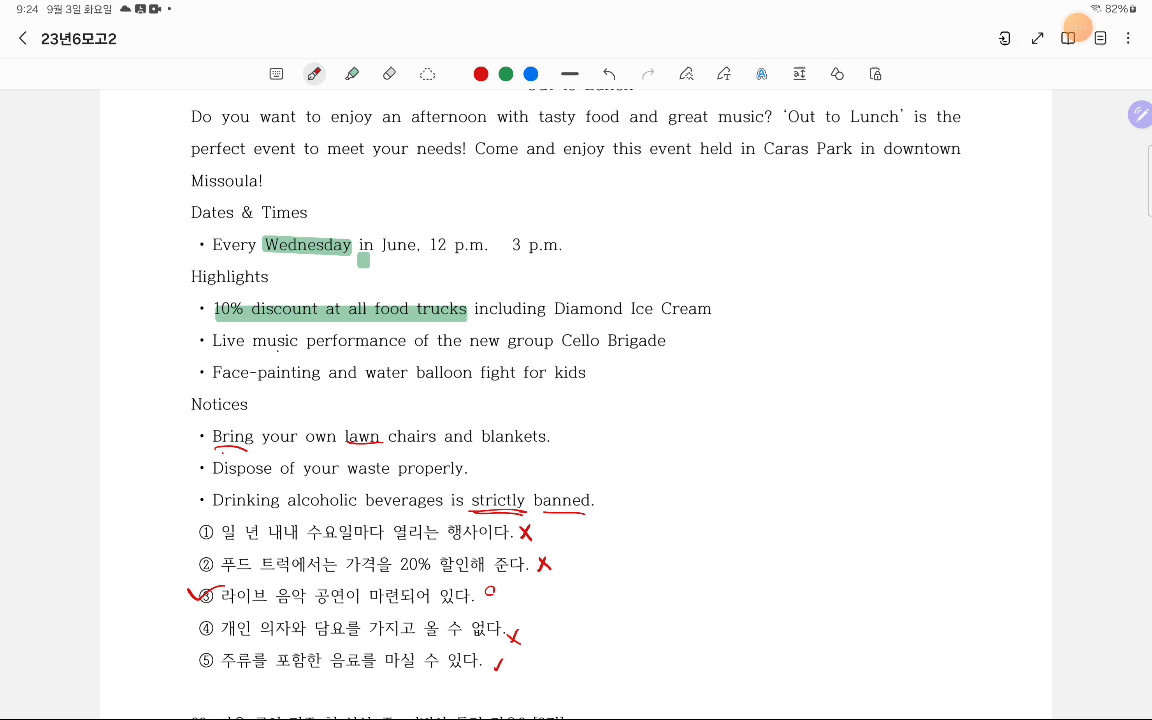 9:24 9월 3일 화요일
82%
23년6모고2
Do you want to enjoy an afternoon with tasty food and great music? ‘Out to Lunch’ is the
perfect event to meet your needs! Come and enjoy this event held in Caras Park in downtown
Missoula!
Dates & Times
• Every Wednesday in June, 12 p.m. 3 p.m.
Highlights
• 10% discount at all food trucks including Diamond Ice Cream
• Live music performance of the new group Cello Brigade
• Face-painting and water balloon fight for kids
Notices
• Bring your own lawn chairs and blankets.
• Dispose of your waste properly.
• Drinking alcoholic beverages is strictly banned.
① 일 년 내내 수요일마다 열리는 행사이다. X
② 푸드 트럭에서는 가격을 20% 할인해 준다. X
③ 라이브 음악 공연이 마련되어 있다. O
④ 개인 의자와 담요를 가지고 올 수 없다. X
⑤ 주류를 포함한 음료를 마실 수 있다.